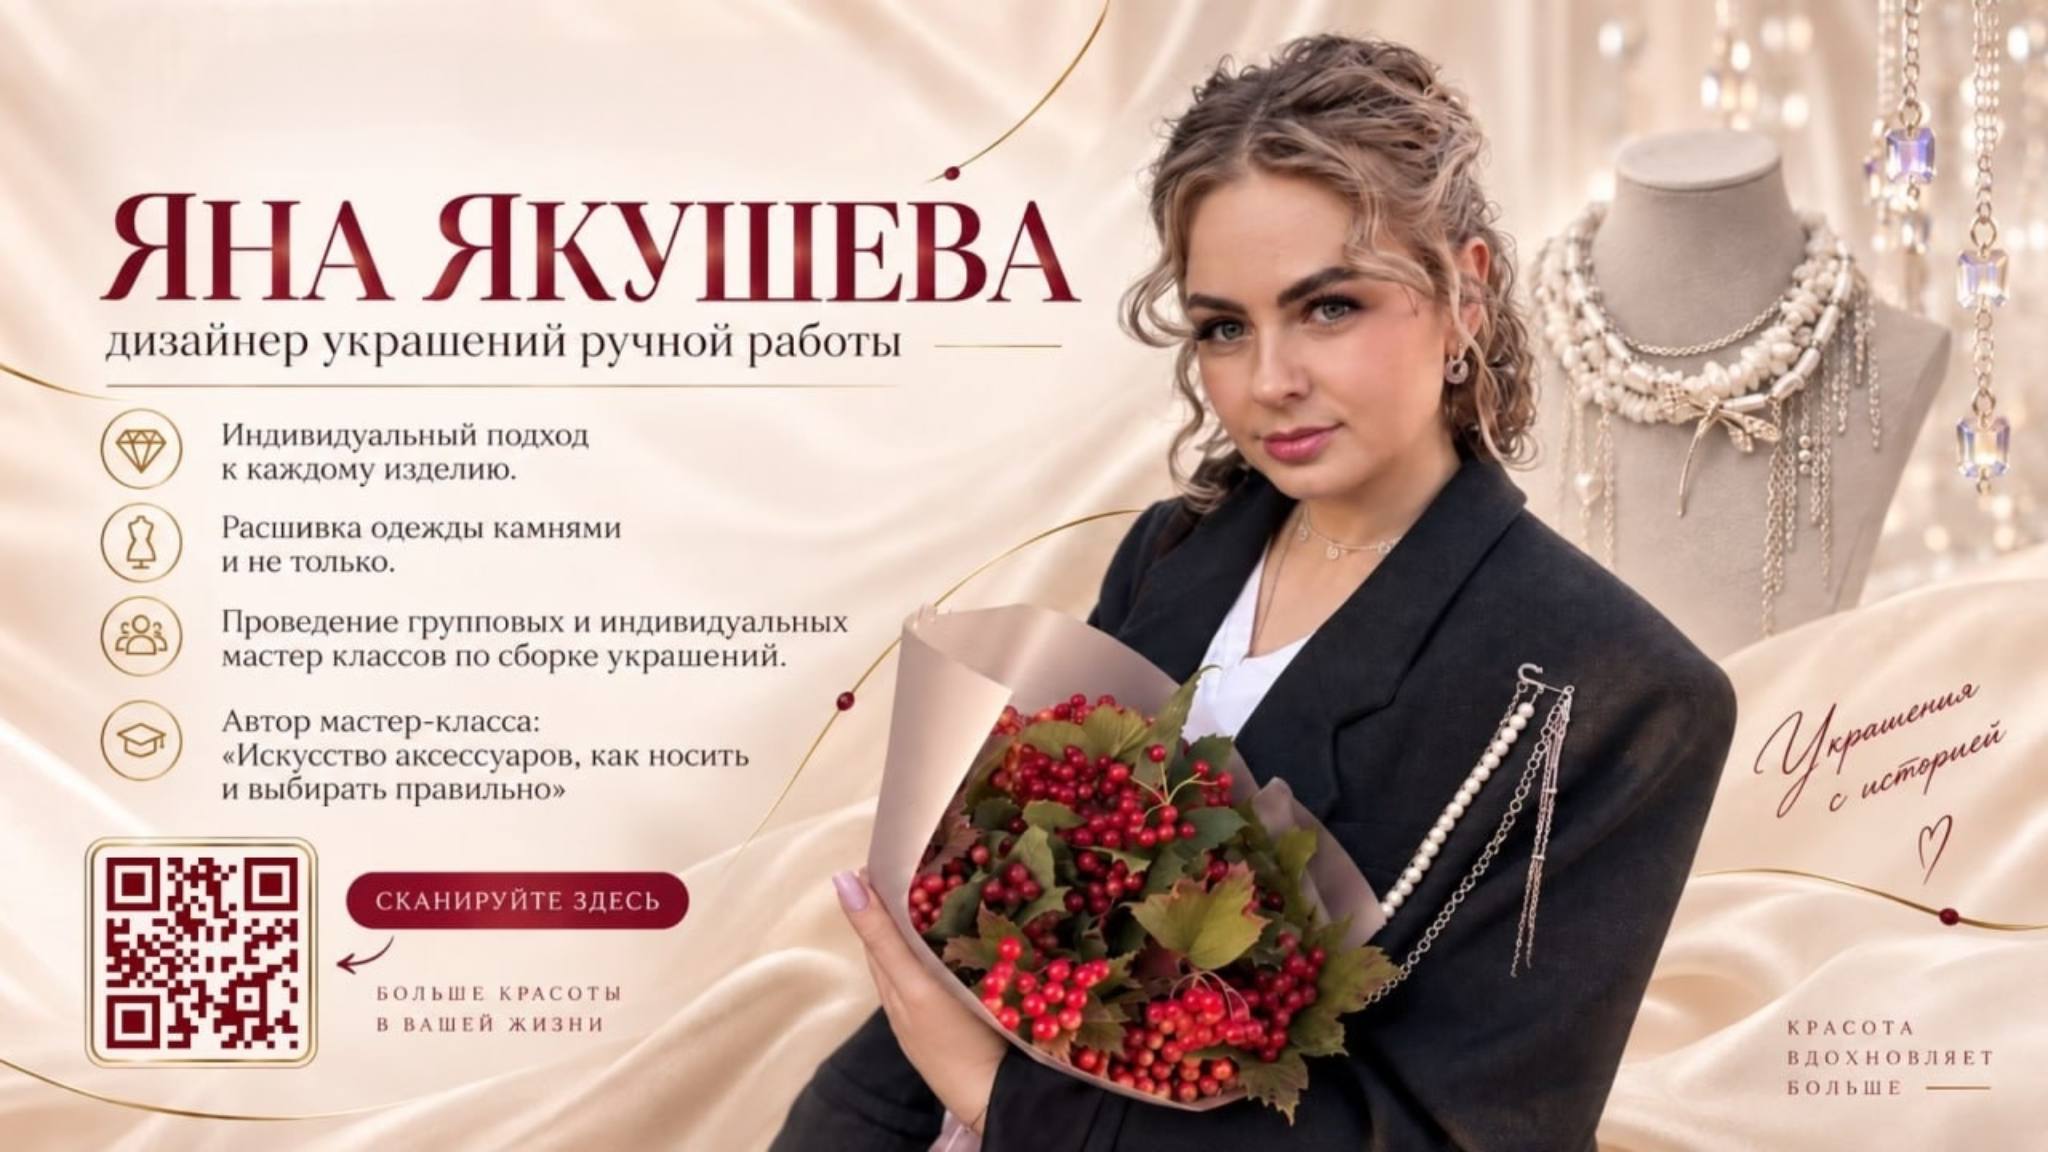 ЯНА ЯКУШЕВА
дизайнер украшений ручной работы
Индивидуальный подход
к каждому изделию.
Расшивка одежды камнями
и не только.
Проведение групповых и индивидуальных
мастер классов по сборке украшений.
Автор мастер-класса:
«Искусство аксессуаров, как носить
и выбирать правильно»
СКАНИРУЙТЕ ЗДЕСЬ
БОЛЬШЕ КРАСОТЫ
В ВАШЕЙ ЖИЗНИ
Украшения
с историей
КРАСОТА
ВДОХНОВЛЯЕТ
БОЛЬШЕ